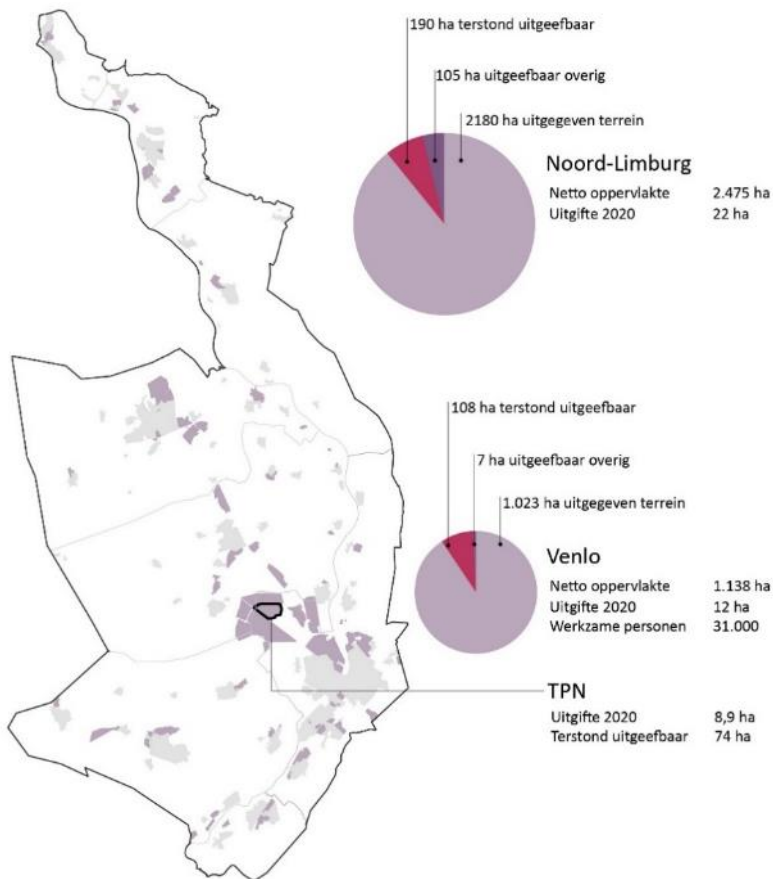 190 ha terstond uitgeefbaar
105 ha uitgeefbaar overig
2180 ha uitgegeven terrein
Noord-Limburg
Netto oppervlakte 2.475 ha
Uitgifte 2020 22 ha
108 ha terstond uitgeefbaar
7 ha uitgeefbaar overig
1.023 ha uitgegeven terrein
Venlo
Netto oppervlakte 1.138 ha
Uitgifte 2020 12 ha
Werkzame personen 31.000
TPN
Uitgifte 2020 8,9 ha
Terstond uitgeefbaar 74 ha